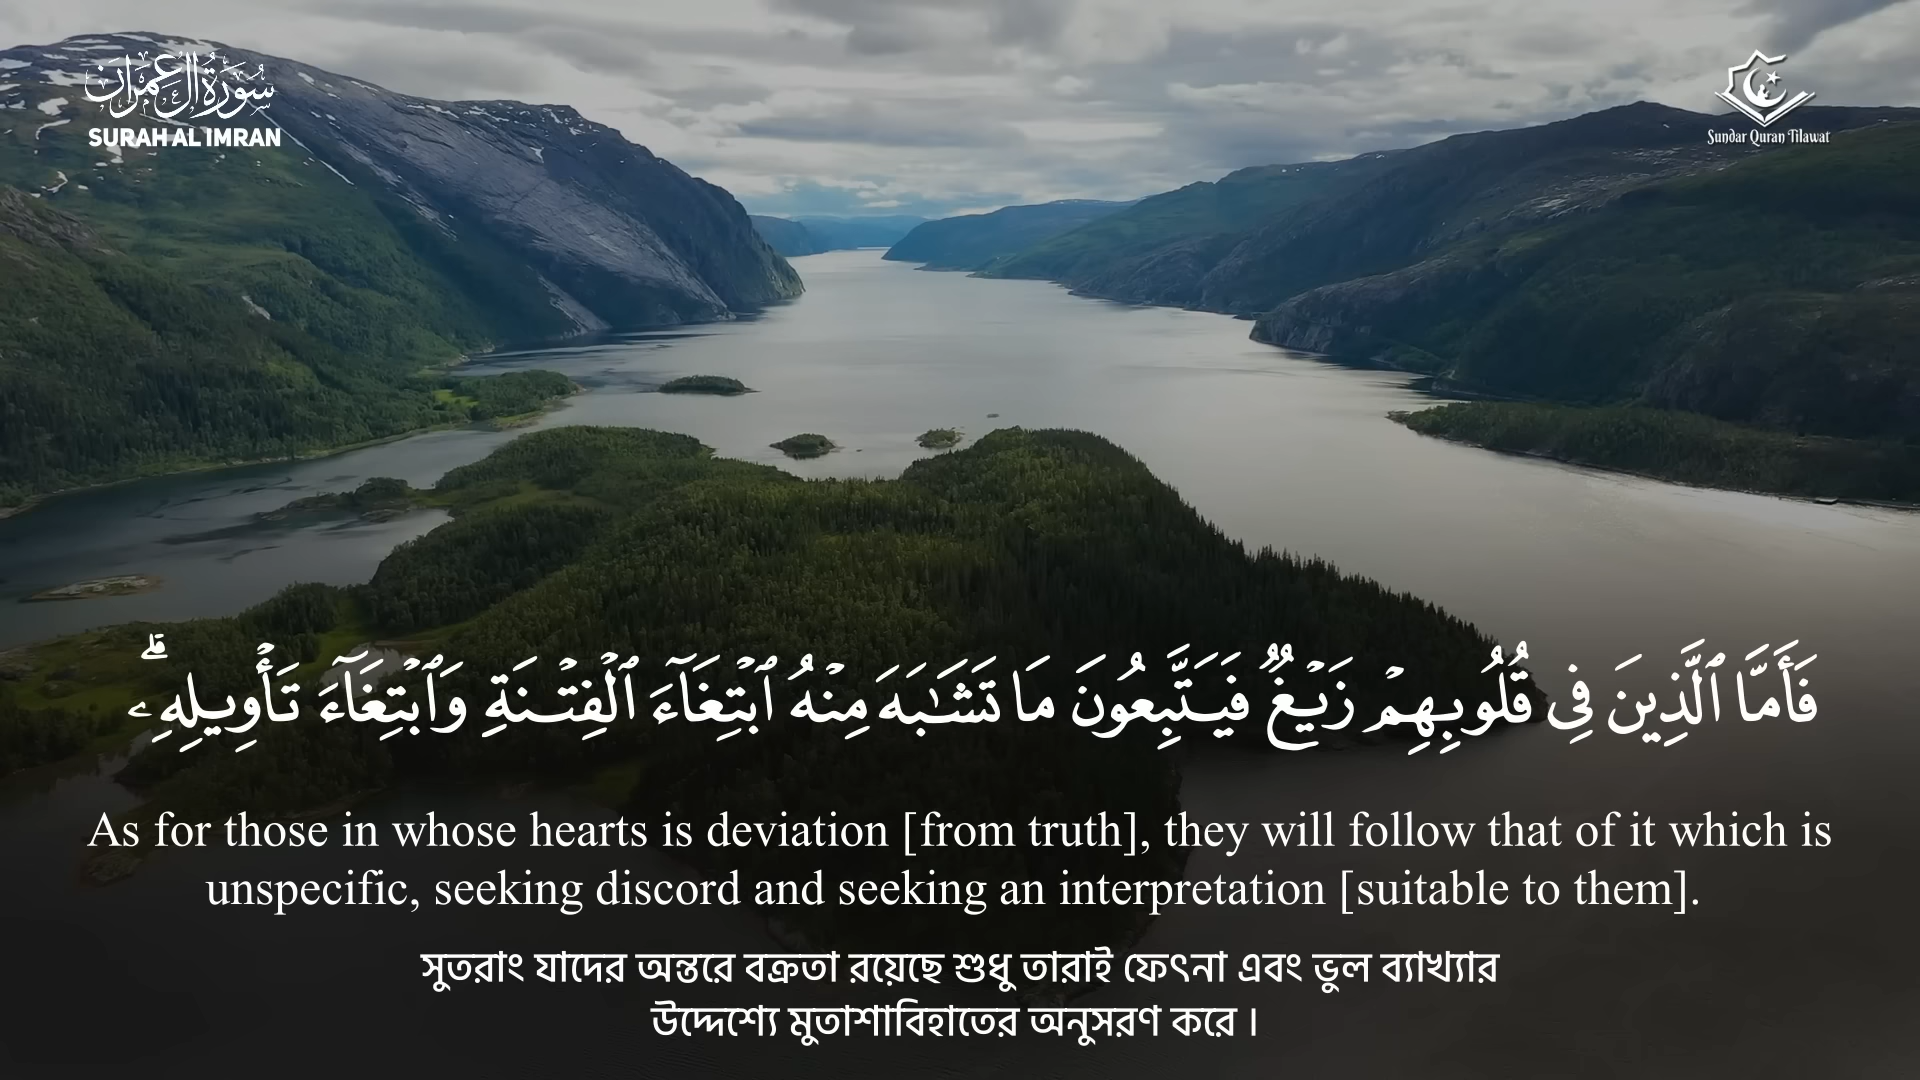 سُورَةُ آلِ عِمْرَان
SURAH AL IMRAN
Sundar Quran Tilawat
فَأَمَّا ٱلَّذِينَ فِى قُلُوبِهِمْ زَيْغٌ فَيَتَّبِعُونَ مَا تَشَٰبَهَ مِنْهُ ٱبْتِغَآءَ ٱلْفِتْنَةِ وَٱبْتِغَآءَ تَأْوِيلِهِۦ ۗ
As for those in whose hearts is deviation [from truth], they will follow that of it which is
unspecific, seeking discord and seeking an interpretation [suitable to them].
সুতরাং যাদের অন্তরে বক্রতা রয়েছে শুধু তারাই ফেৎনা এবং ভুল ব্যাখ্যার
উদ্দেশ্যে মুতাশাবিহাতের অনুসরণ করে।